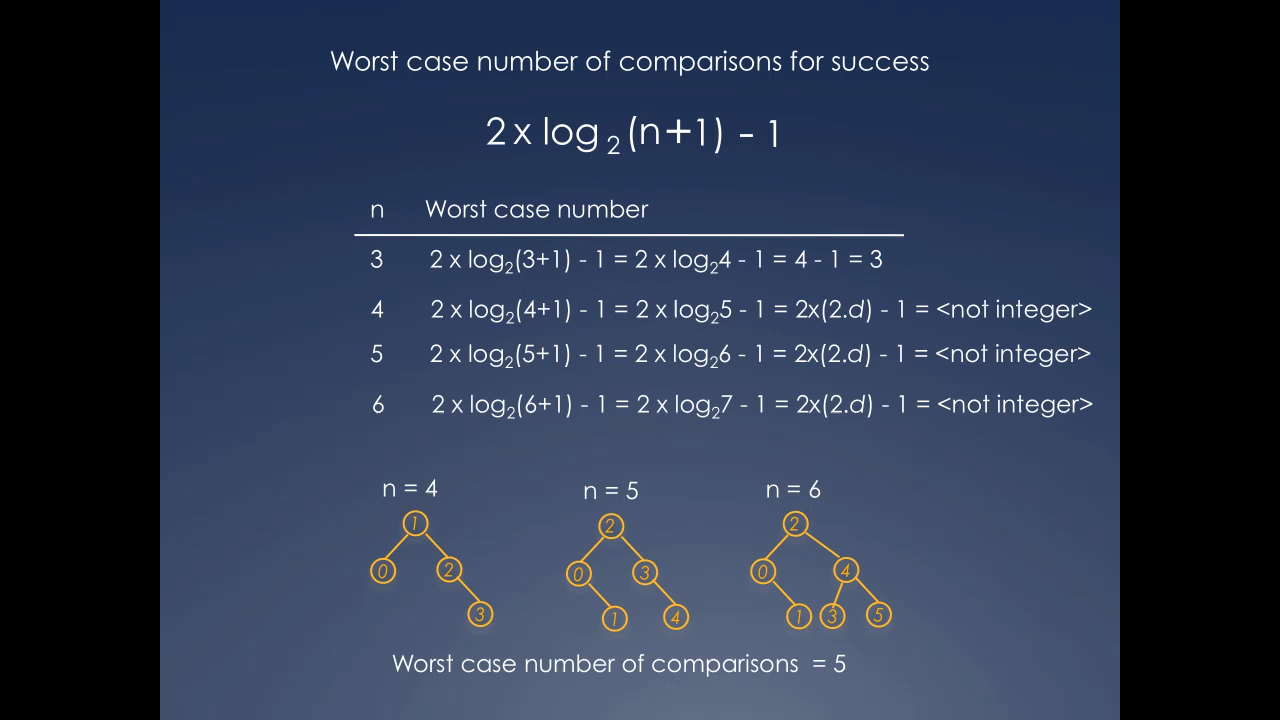 Worst case number of comparisons for success
2 x log₂(n+1) - 1
n Worst case number
3 2 x log₂(3+1) - 1 = 2 x log₂4 - 1 = 4 - 1 = 3
4 2 x log₂(4+1) - 1 = 2 x log₂5 - 1 = 2x(2.d) - 1 = <not integer>
5 2 x log₂(5+1) - 1 = 2 x log₂6 - 1 = 2x(2.d) - 1 = <not integer>
6 2 x log₂(6+1) - 1 = 2 x log₂7 - 1 = 2x(2.d) - 1 = <not integer>
n = 4 n = 5 n = 6
1 2 2
0 2 0 3 0 4
3 1 4 1 3 5
Worst case number of comparisons = 5